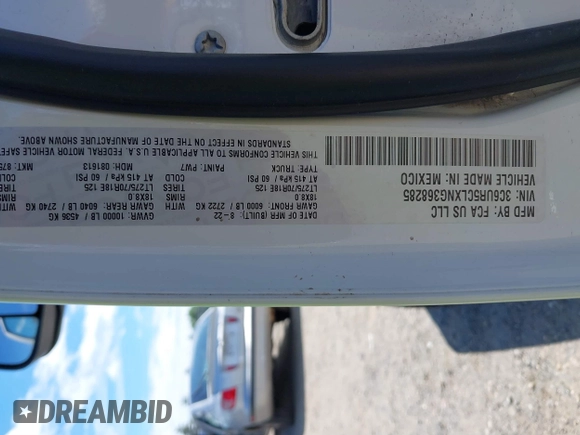 MFD BY: FCA US LLC
VIN: 3C6UR5CLXNG368285
VEHICLE MADE IN: MEXICO
DATE OF MFR (BUILT): 8-22
GVWR: 10000 LB / 4536 KG
GAWR FRONT: 6000 LB / 2722 KG
GAWR REAR: 6040 LB / 2740 KG
18X8.0
RIMS
18X8.0
LT275/70R18E 125
TIRES
LT275/70R18E 125
AT 415 kPa / 60 PSI
COLD
AT 415 kPa / 60 PSI
TYPE: TRUCK
PAINT: PW7
MDH: 081613
MKT:
THIS VEHICLE CONFORMS TO ALL APPLICABLE U.S.A. FEDERAL MOTOR VEHICLE
STANDARDS IN EFFECT ON THE DATE OF MANUFACTURE SHOWN ABOVE.
DREAMBID